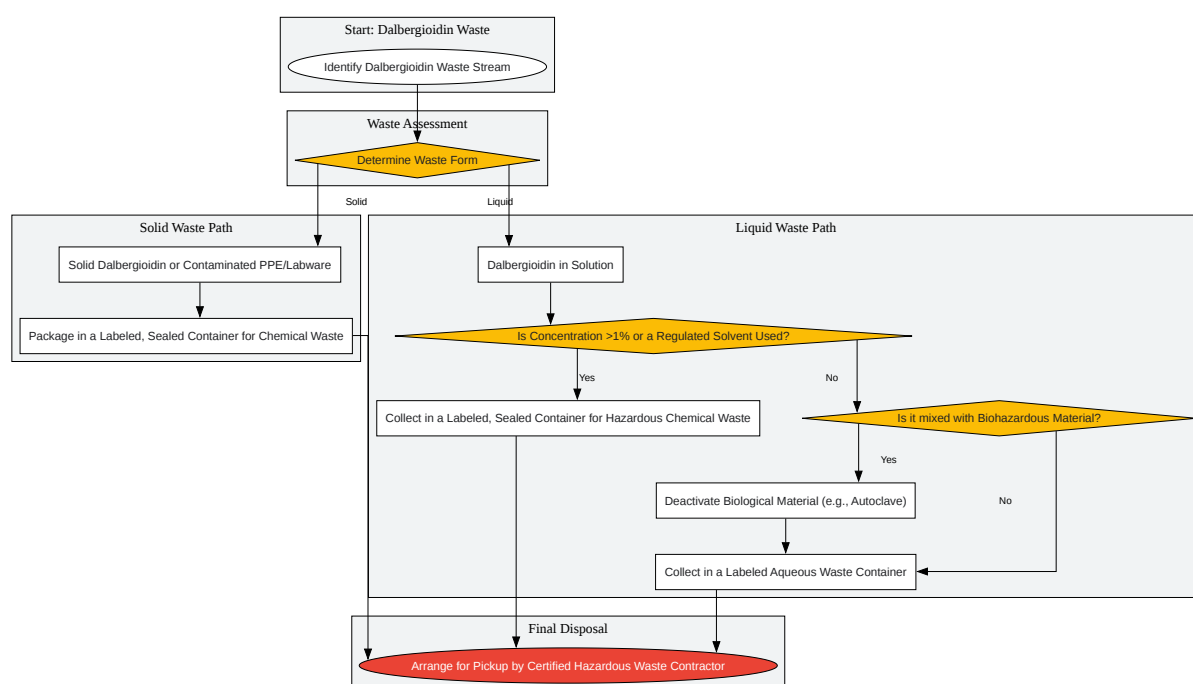 Start: Dalbergioidin Waste
Identify Dalbergioidin Waste Stream
Waste Assessment
Determine Waste Form
Solid
Liquid
Solid Waste Path
Liquid Waste Path
Solid Dalbergioidin or Contaminated PPE/Labware
Dalbergioidin in Solution
Package in a Labeled, Sealed Container for Chemical Waste
Is Concentration >1% or a Regulated Solvent Used?
Yes
No
Collect in a Labeled, Sealed Container for Hazardous Chemical Waste
Is it mixed with Biohazardous Material?
Yes
Deactivate Biological Material (e.g., Autoclave)
No
Collect in a Labeled Aqueous Waste Container
Final Disposal
Arrange for Pickup by Certified Hazardous Waste Contractor